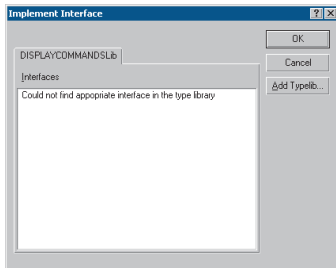 Implement Interface
OK
DISPLAYCOMMANDSLib
Cancel
Interfaces
Add Typelib...
Could not find appopriate interface in the type library